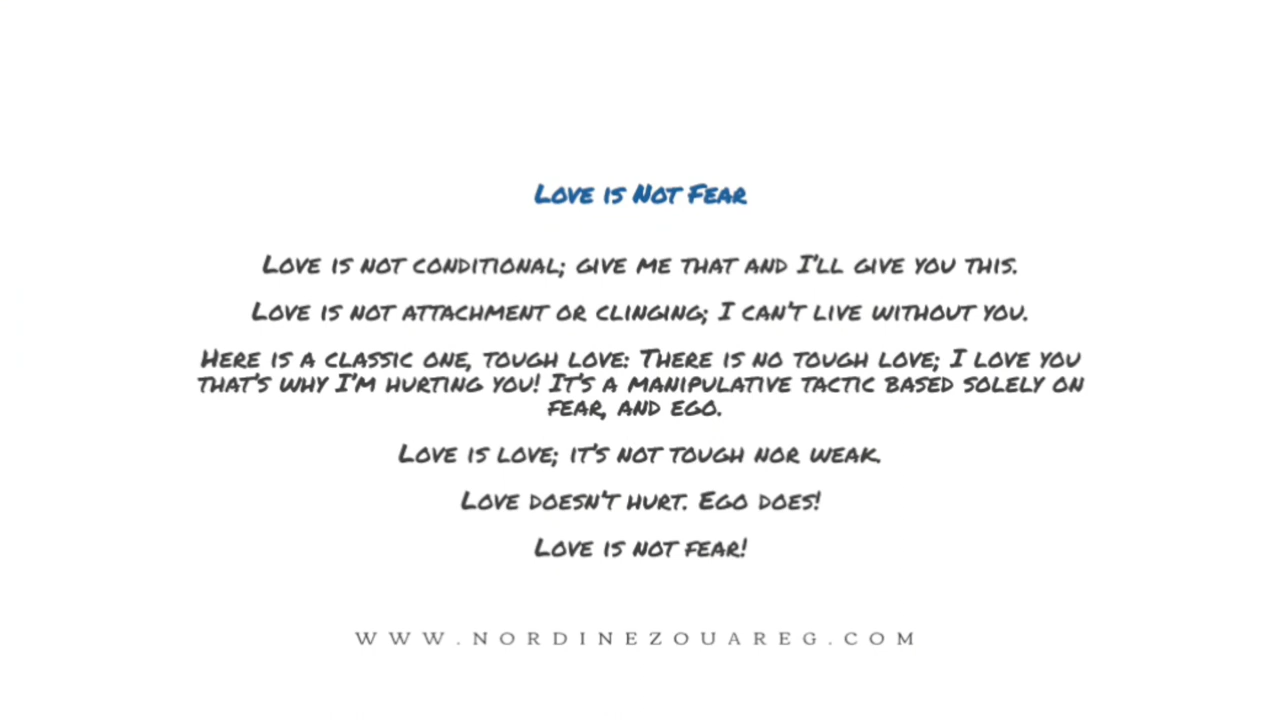 Love is Not Fear
Love is not conditional; give me that and I'll give you this.
Love is not attachment or clinging; I can't live without you.
Here is a classic one, tough love: There is no tough love; I love you
that's why I'm hurting you! It's a manipulative tactic based solely on
fear, and ego.
Love is love; it's not tough nor weak.
Love doesn't hurt. Ego does!
Love is not fear!
WWW.NORDINEZOUAREG.COM